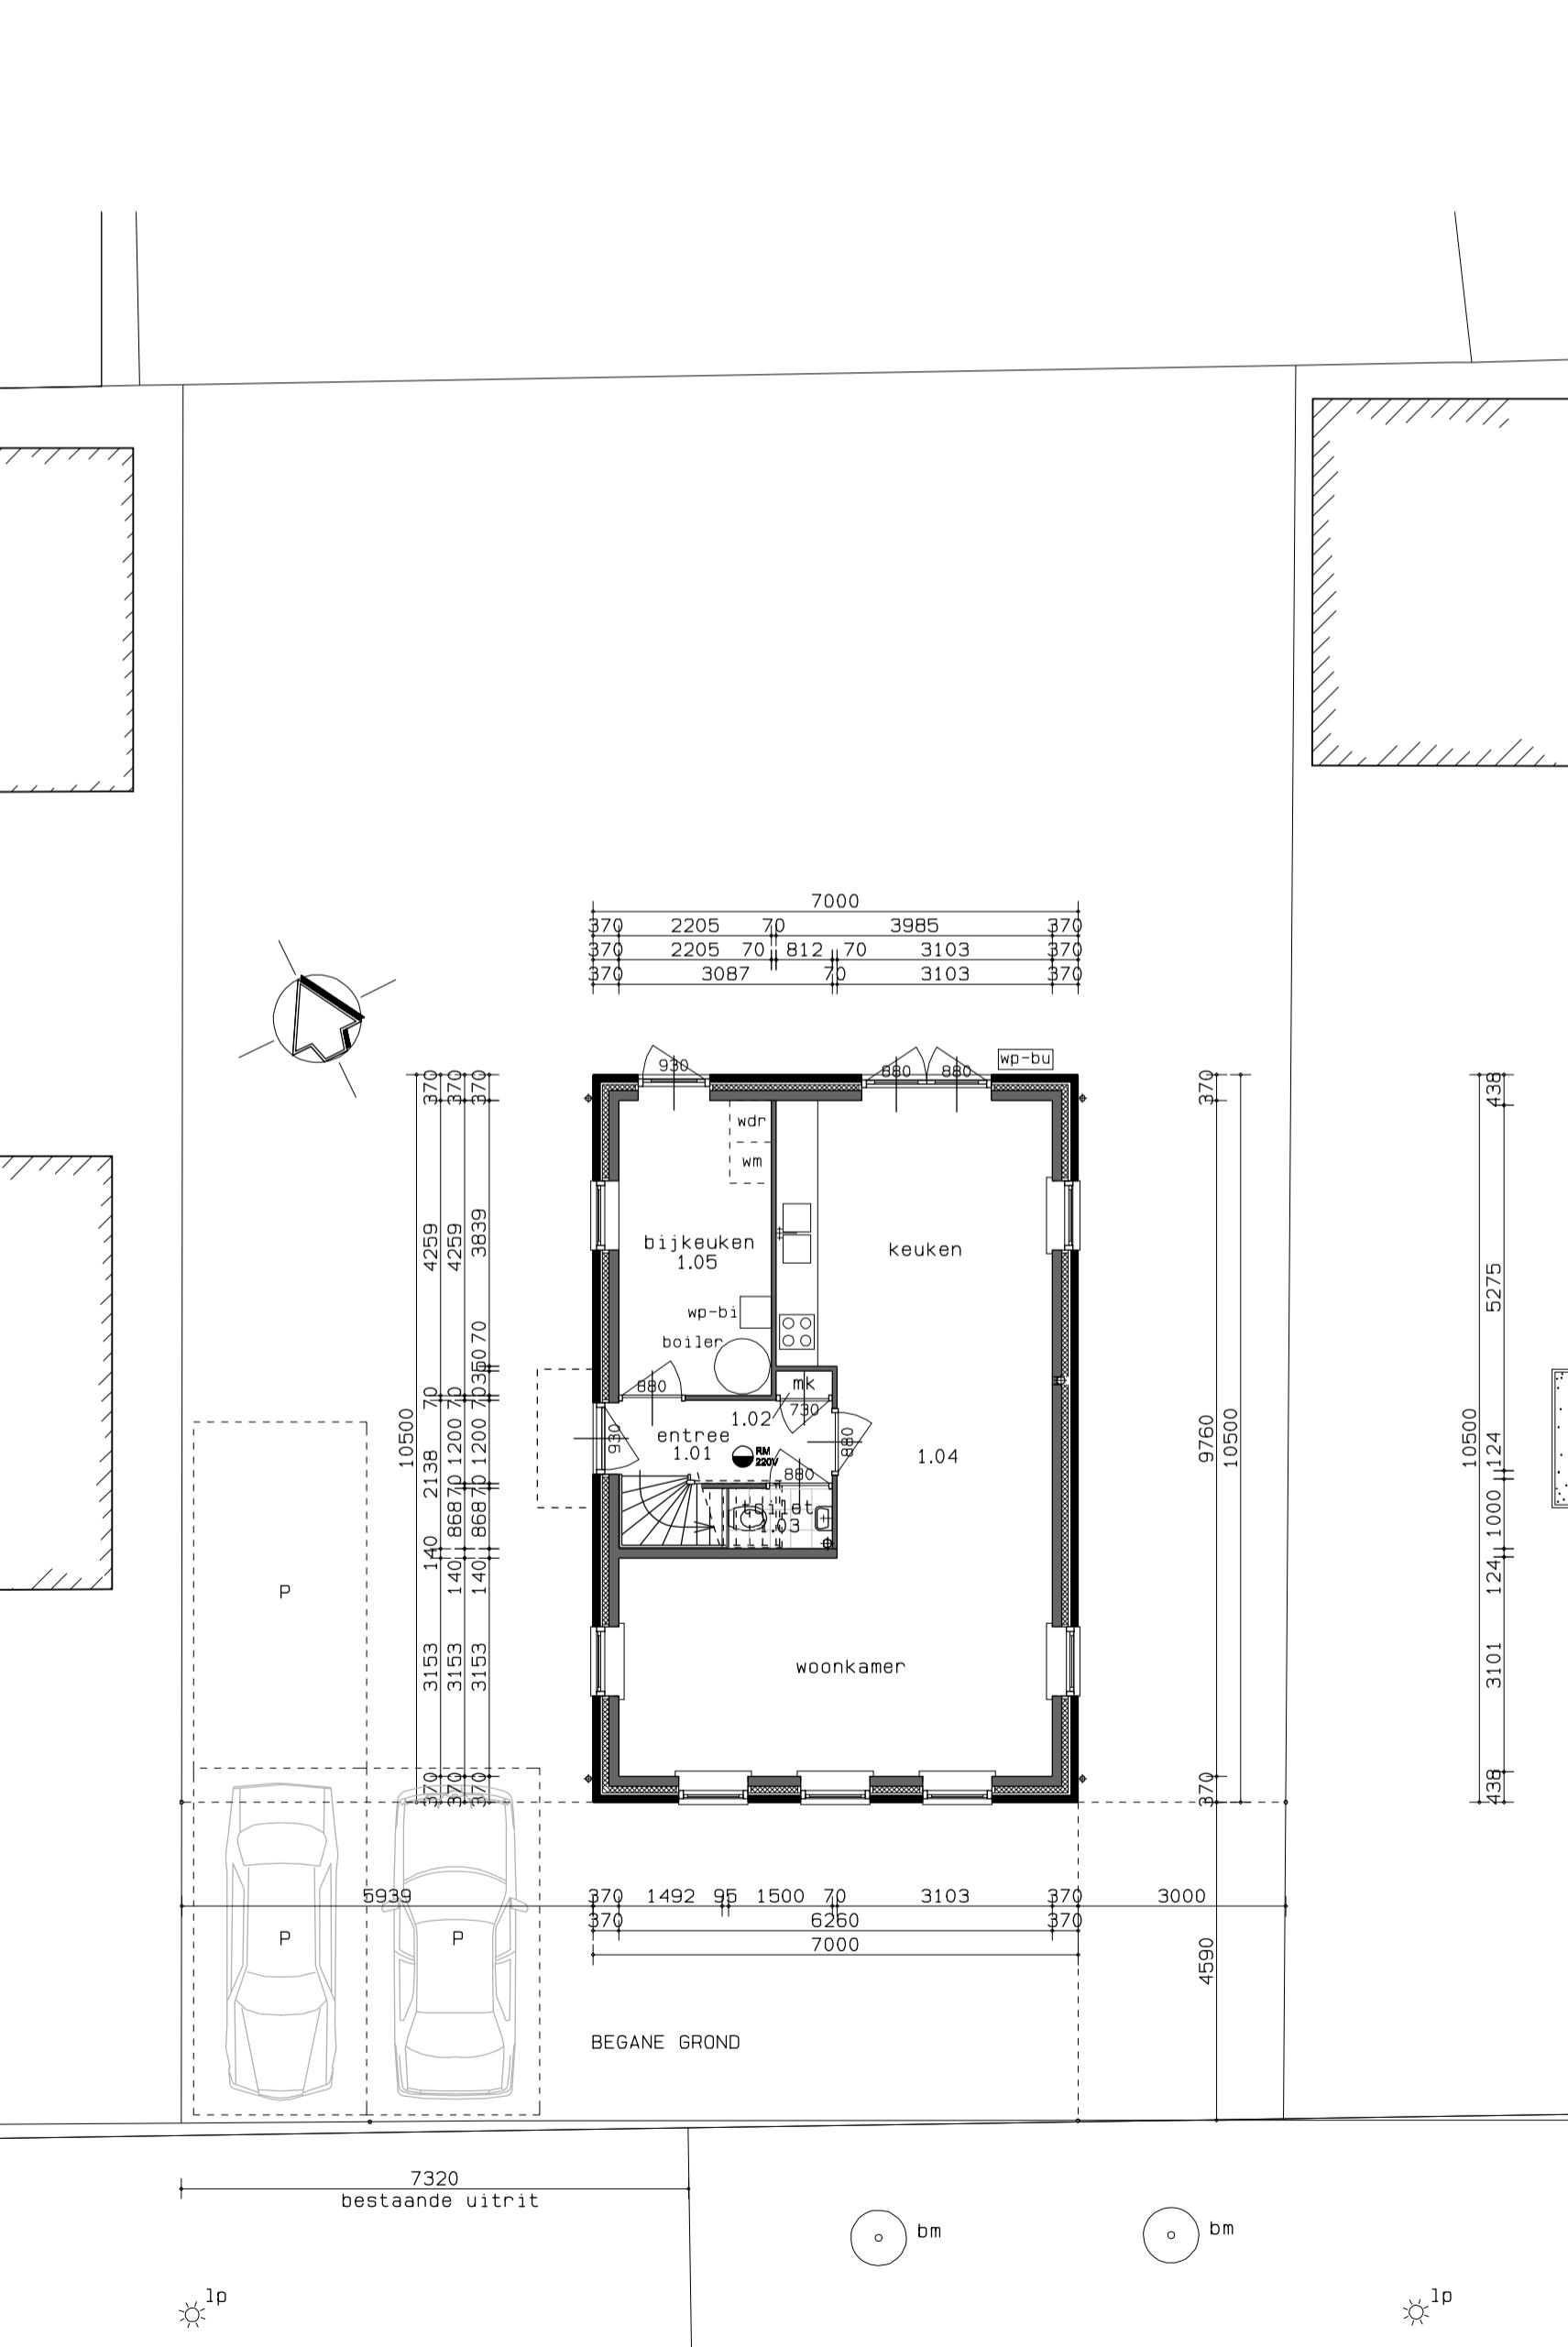 7000
370 2205 70 3985 370
370 2205 70 812 70 3103 370
370 3087 70 3103 370
930
880
880
wp-bu
370
370
370
370
438
wdr
wm
4259
4259
3839
bijkeuken
1.05
keuken
5275
wp-bi
boiler
70
350
880
mk
730
70
70
70
1.02
entree
1.01
930
RM
220V
880
880
1.04
10500
2138
1200
1200
9760
10500
10500
124
70
70
868
868
toilet
1.03
1000
140
140
140
124
P
3153
3153
3153
woonkamer
3101
370
370
370
370
438
5939 370 1492 95 1500 70 3103 370 3000
370 6260 370
7000
P
P
4590
BEGANE GROND
7320
bestaande uitrit
bm
bm
lp
lp